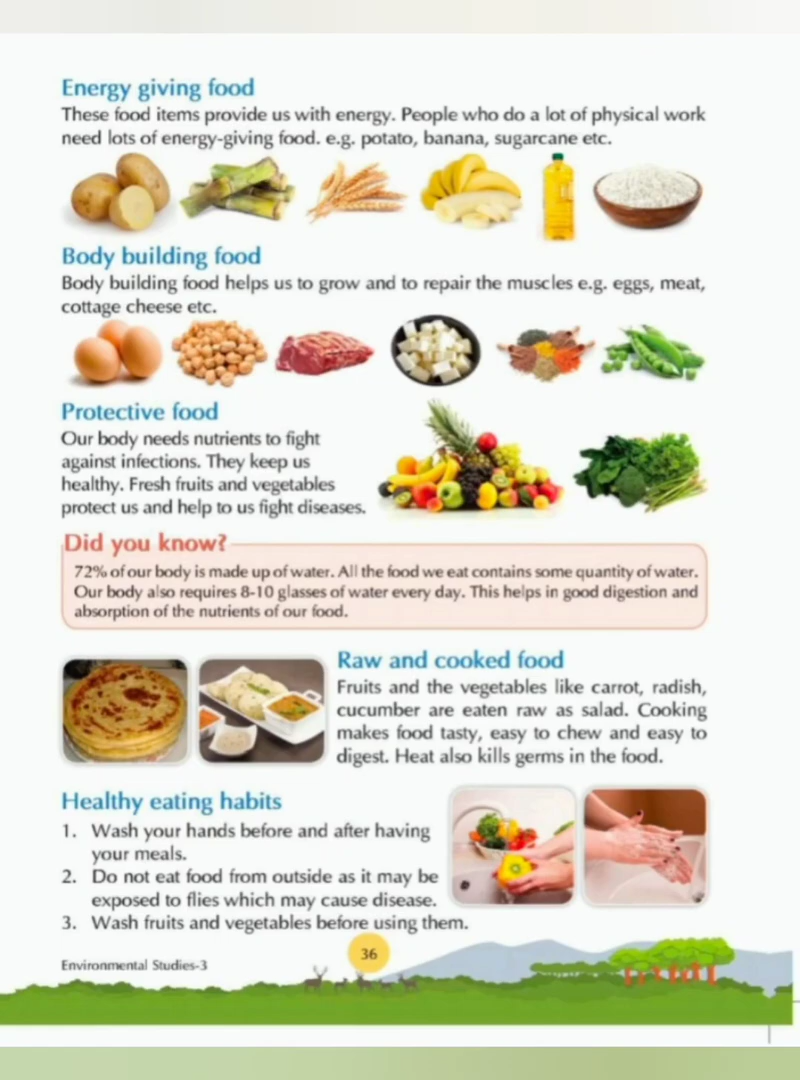 Energy giving food
These food items provide us with energy. People who do a lot of physical work
need lots of energy-giving food. e.g. potato, banana, sugarcane etc.
Body building food
Body building food helps us to grow and to repair the muscles e.g. eggs, meat,
cottage cheese etc.
Protective food
Our body needs nutrients to fight
against infections. They keep us
healthy. Fresh fruits and vegetables
protect us and help to us fight diseases.
Did you know?
72% of our body is made up of water. All the food we eat contains some quantity of water.
Our body also requires 8-10 glasses of water every day. This helps in good digestion and
absorption of the nutrients of our food.
Raw and cooked food
Fruits and the vegetables like carrot, radish,
cucumber are eaten raw as salad. Cooking
makes food tasty, easy to chew and easy to
digest. Heat also kills germs in the food.
Healthy eating habits
1. Wash your hands before and after having
your meals.
2. Do not eat food from outside as it may be
exposed to flies which may cause disease.
3. Wash fruits and vegetables before using them.
Environmental Studies-3
36